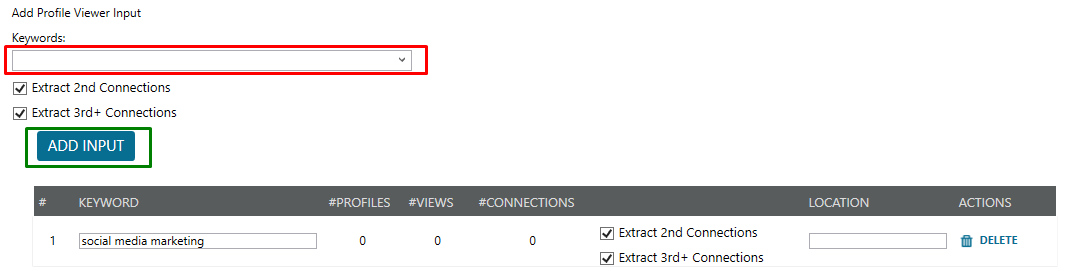 Add Profile Viewer Input
Keywords:
Extract 2nd Connections
Extract 3rd+ Connections
ADD INPUT
# KEYWORD #PROFILES #VIEWS #CONNECTIONS LOCATION ACTIONS
1 social media marketing 0 0 0 Extract 2nd Connections DELETE
Extract 3rd+ Connections